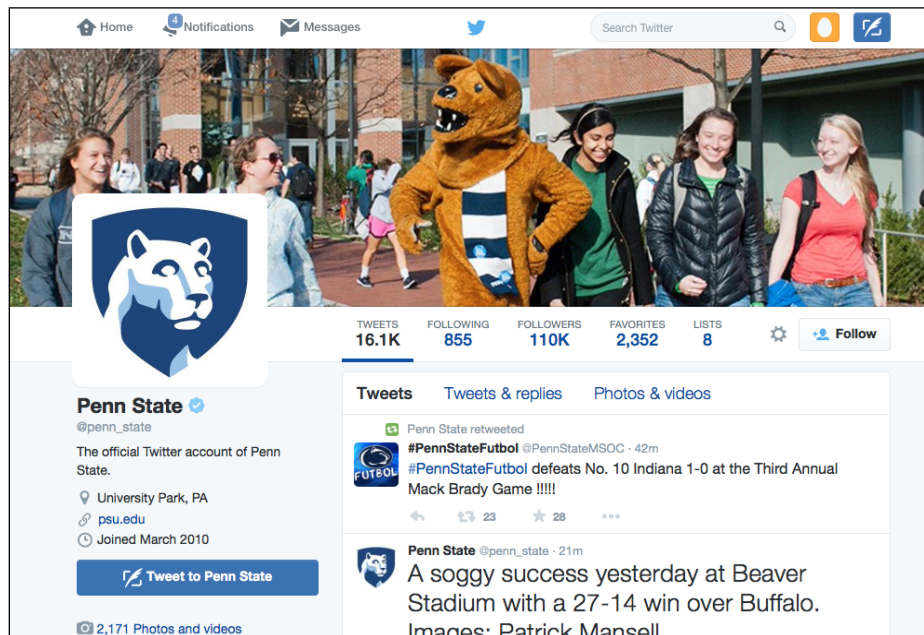 Home
4
Notifications
Messages
Search Twitter
TWEETS
16.1K
FOLLOWING
855
FOLLOWERS
110K
FAVORITES
2,352
LISTS
8
Follow
Penn State
@penn_state
The official Twitter account of Penn
State.
University Park, PA
psu.edu
Joined March 2010
Tweet to Penn State
2,171 Photos and videos
Tweets
Tweets & replies
Photos & videos
Penn State retweeted
FUTBOL
#PennStateFutbol @PennStateMSOC · 42m
#PennStateFutbol defeats No. 10 Indiana 1-0 at the Third Annual
Mack Brady Game !!!!!
23
28
Penn State @penn_state · 21m
A soggy success yesterday at Beaver
Stadium with a 27-14 win over Buffalo.
Images: Patrick Mansell